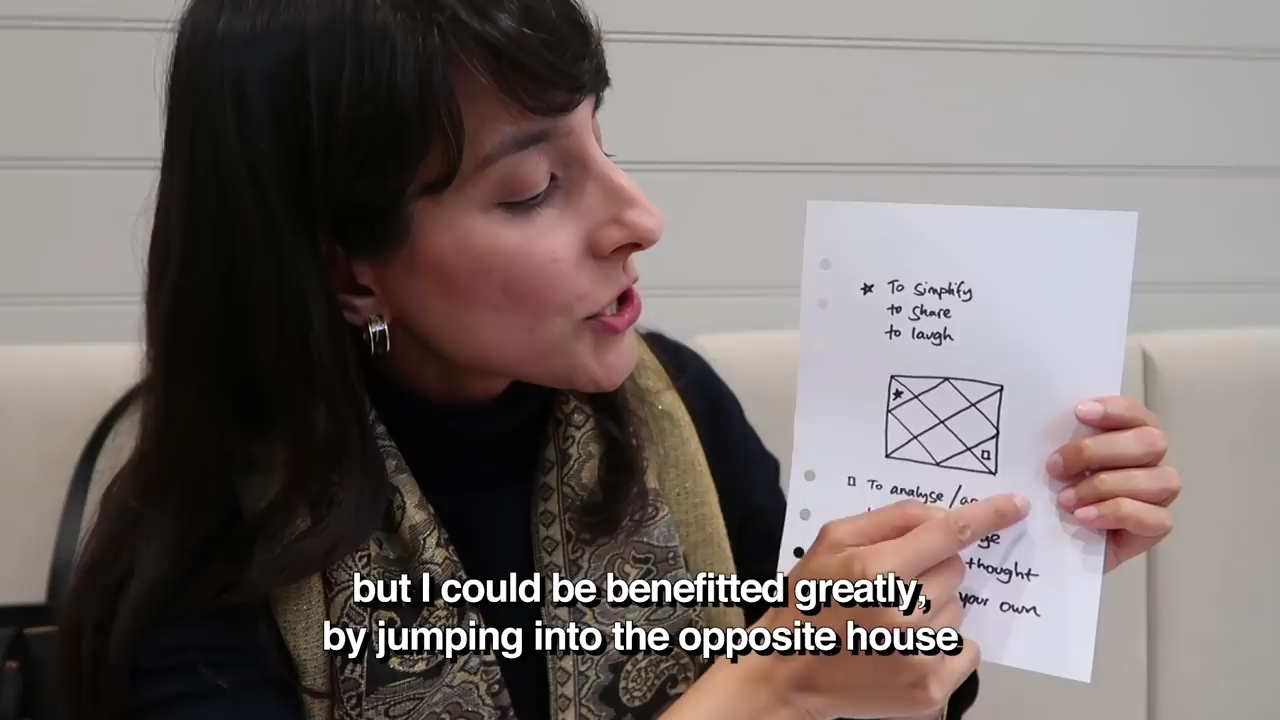 ☆ To simplify
to share
to laugh
☐ To analyse /
thought
your own
but I could be benefitted greatly,
by jumping into the opposite house